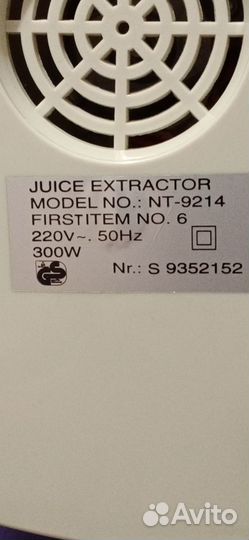 JUICE EXTRACTOR
MODEL NO.: NT-9214
FIRSTITEM NO. 6
220V~. 50Hz
300W
Nr.: S 9352152
Avito